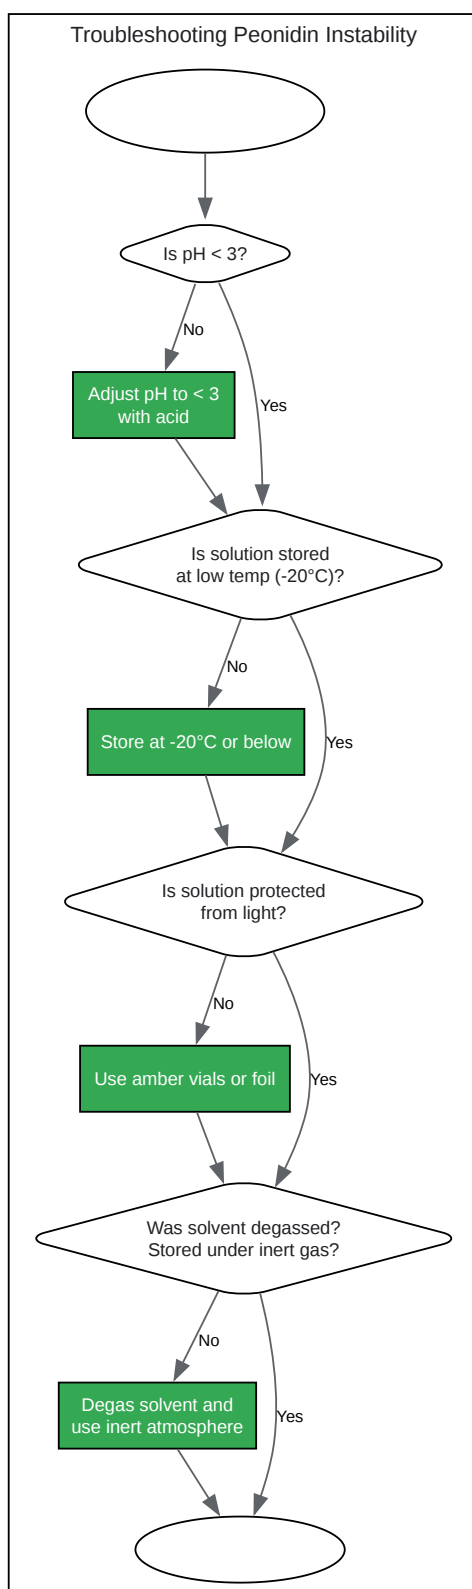 Troubleshooting Peonidin Instability
Is pH < 3?
No
Yes
Adjust pH to < 3
with acid
Is solution stored
at low temp (-20°C)?
No
Yes
Store at -20°C or below
Is solution protected
from light?
No
Yes
Use amber vials or foil
Was solvent degassed?
Stored under inert gas?
No
Yes
Degas solvent and
use inert atmosphere